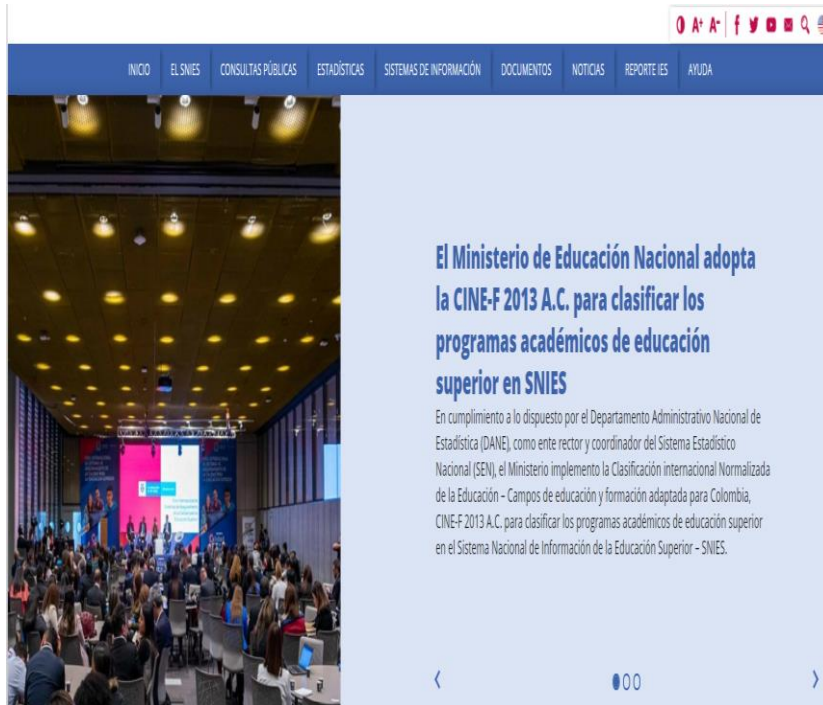 A+ A-
INICIO EL SNIES CONSULTAS PÚBLICAS ESTADÍSTICAS SISTEMAS DE INFORMACIÓN DOCUMENTOS NOTICIAS REPORTE IES AYUDA
El Ministerio de Educación Nacional adopta
la CINE-F 2013 A.C. para clasificar los
programas académicos de educación
superior en SNIES
En cumplimiento a lo dispuesto por el Departamento Administrativo Nacional de
Estadística (DANE), como ente rector y coordinador del Sistema Estadístico
Nacional (SEN), el Ministerio implemento la Clasificación internacional Normalizada
de la Educación – Campos de educación y formación adaptada para Colombia,
CINE-F 2013 A.C. para clasificar los programas académicos de educación superior
en el Sistema Nacional de Información de la Educación Superior – SNIES.